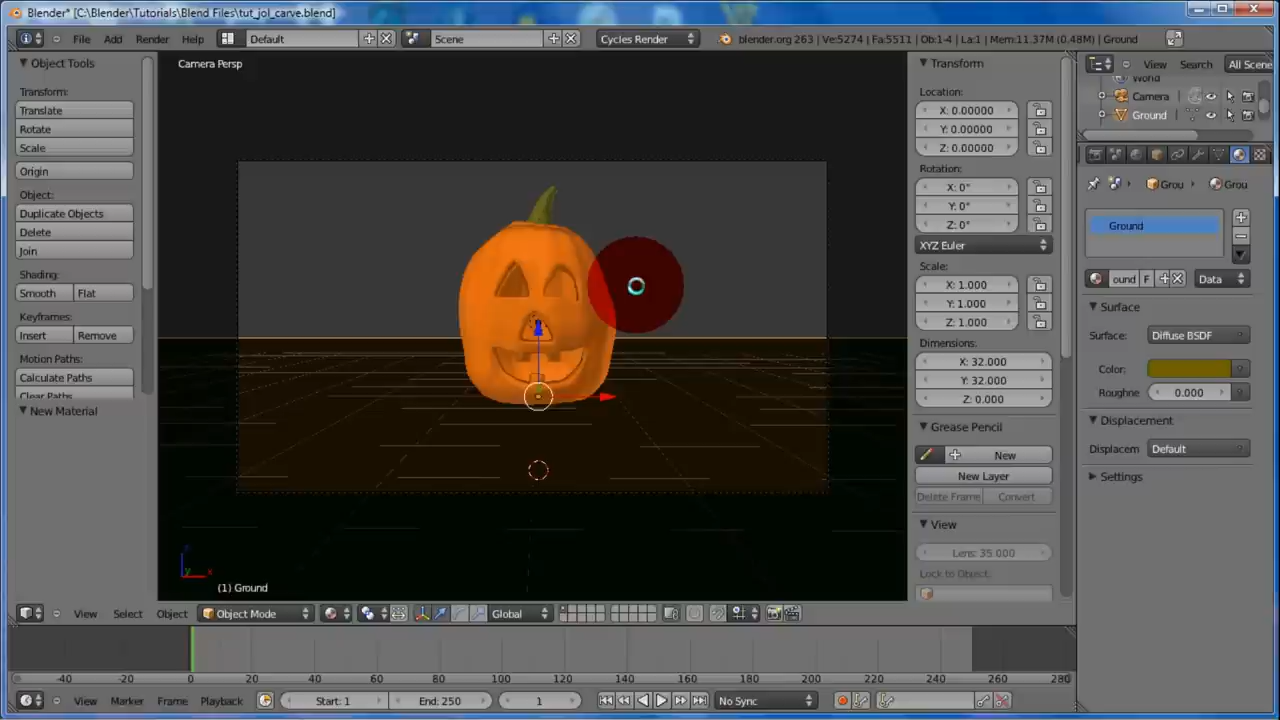 Blender* [C:\Blender\Tutorials\Blend Files\tut_jol_carve.blend]
File Add Render Help Default Scene Cycles Render blender.org 263 | Ve:5274 | Fa:5511 | Ob:1-4 | La:1 | Mem:11.37M (0.48M) | Ground
View Search All Scene
Object Tools
Transform:
Translate
Rotate
Scale
Origin
Object:
Duplicate Objects
Delete
Join
Shading:
Smooth Flat
Keyframes:
Insert Remove
Motion Paths:
Calculate Paths
Clear Paths
New Material
Camera Persp
z
y x
(1) Ground
Transform
Location:
X: 0.00000
Y: 0.00000
Z: 0.00000
Rotation:
X: 0°
Y: 0°
Z: 0°
XYZ Euler
Scale:
X: 1.000
Y: 1.000
Z: 1.000
Dimensions:
X: 32.000
Y: 32.000
Z: 0.000
Grease Pencil
New
New Layer
Delete Frame Convert
View
Lens: 35.000
Lock to Object:
World
Camera
Ground
Grou Grou
Ground
ound F Data
Surface
Surface: Diffuse BSDF
Color:
Roughne 0.000
Displacement
Displacem Default
Settings
View Select Object Object Mode Global
-40 -20 0 20 40 60 80 100 120 140 160 180 200 220 240 260 280
View Marker Frame Playback Start: 1 End: 250 1 No Sync